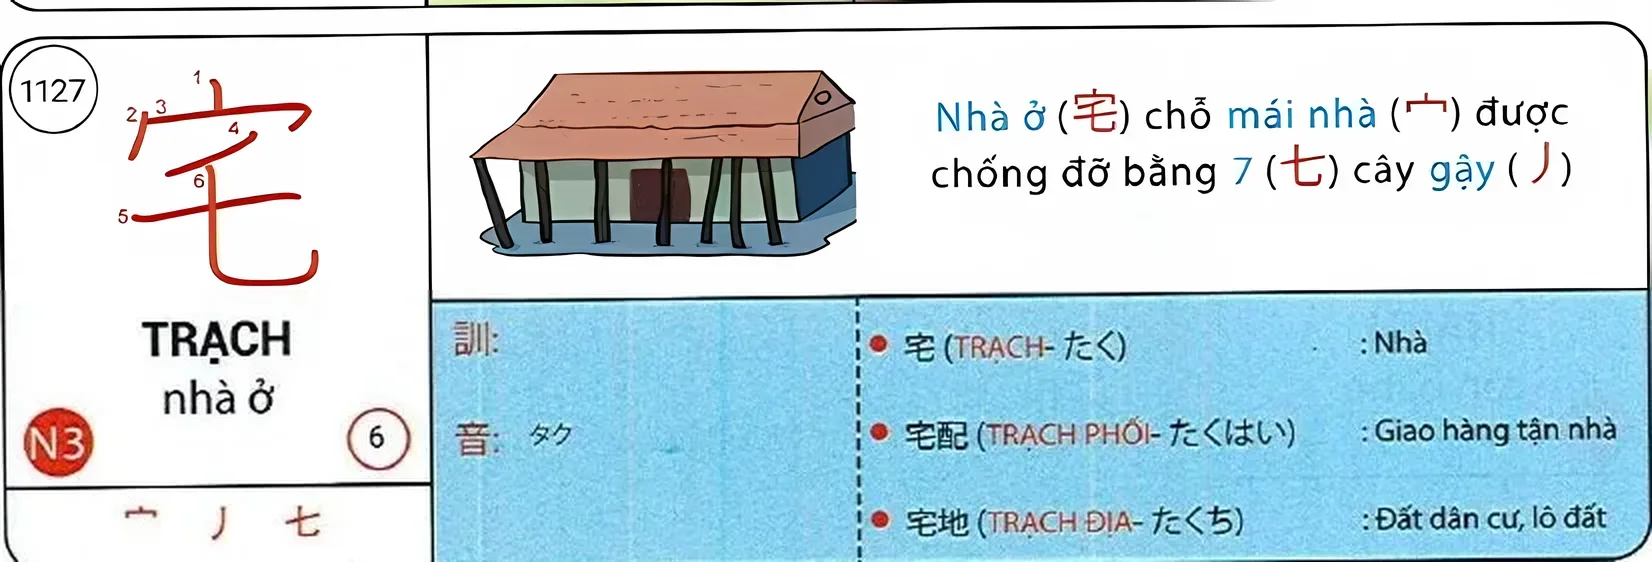 1127
1
2 3
4
6
5
宅
TRẠCH
nhà ở
N3
6
宀 丿 七
Nhà ở (宅) chỗ mái nhà (宀) được
chống đỡ bằng 7 (七) cây gậy (丿)
訓:
音: タク
• 宅 (TRẠCH- たく) : Nhà
• 宅配 (TRẠCH PHỐI- たくはい) : Giao hàng tận nhà
• 宅地 (TRẠCH ĐỊA- たくち) : Đất dân cư, lô đất